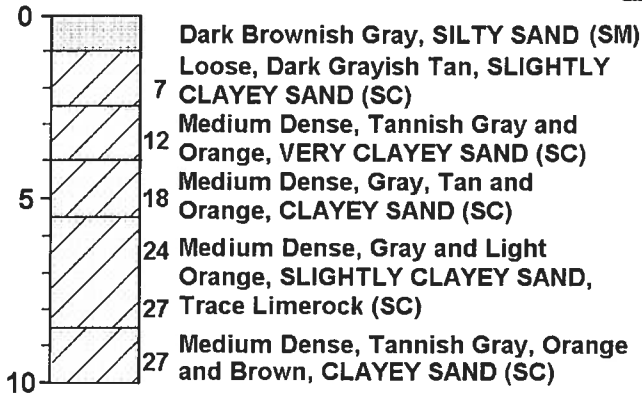 0
Dark Brownish Gray, SILTY SAND (SM)
Loose, Dark Grayish Tan, SLIGHTLY
7 CLAYEY SAND (SC)
Medium Dense, Tannish Gray and
12 Orange, VERY CLAYEY SAND (SC)
Medium Dense, Gray, Tan and
5 18 Orange, CLAYEY SAND (SC)
24 Medium Dense, Gray and Light
Orange, SLIGHTLY CLAYEY SAND,
27 Trace Limerock (SC)
Medium Dense, Tannish Gray, Orange
27 and Brown, CLAYEY SAND (SC)
10